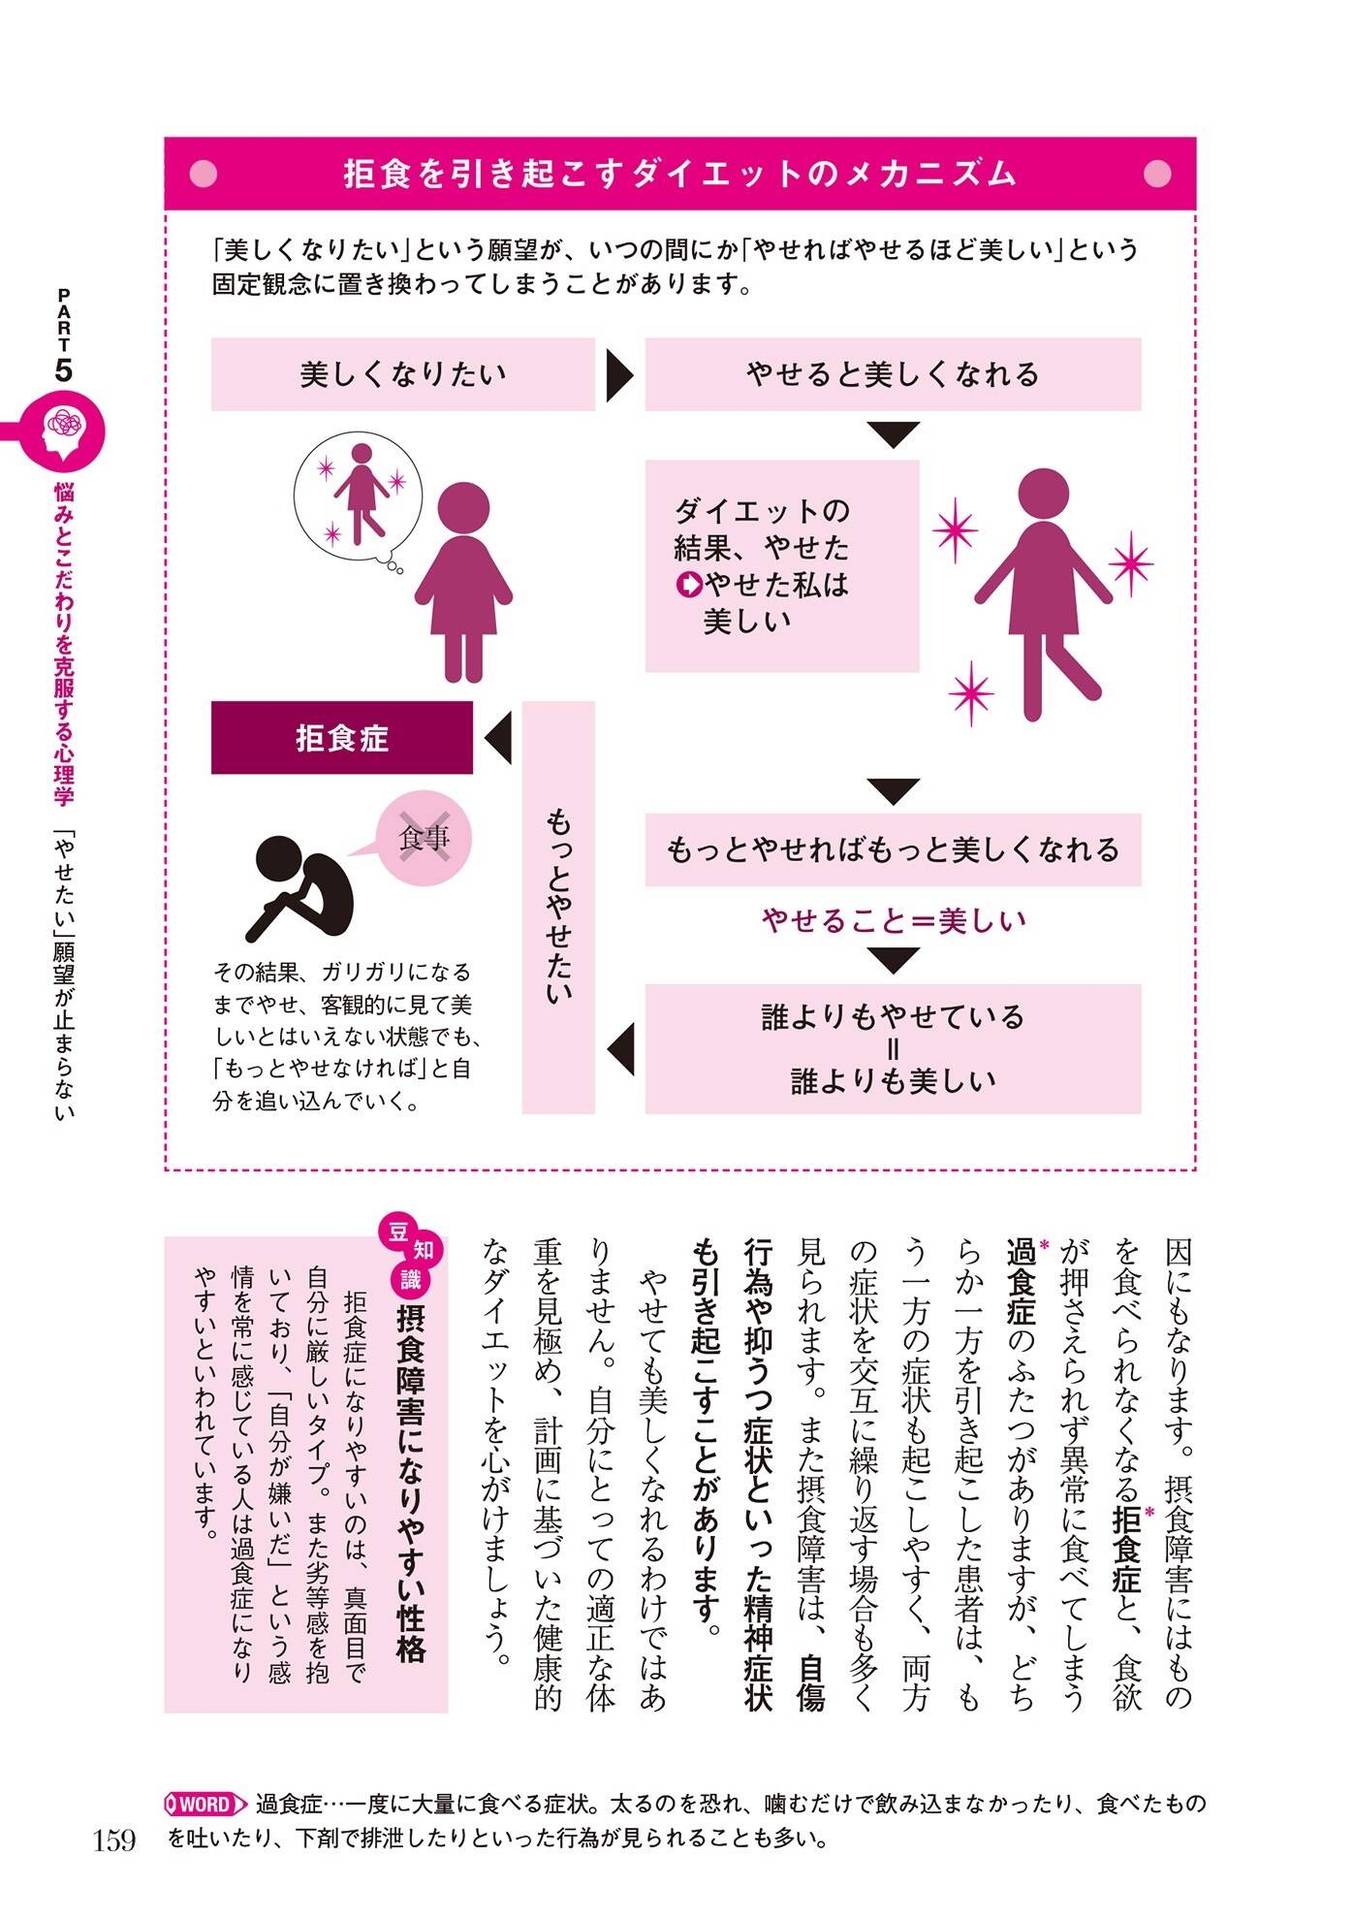 拒食を引き起こすダイエットのメカニズム
「美しくなりたい」という願望が、いつの間にか「やせればやせるほど美しい」という
固定観念に置き換わってしまうことがあります。
美しくなりたい
やせると美しくなれる
ダイエットの
結果、やせた
やせた私は
美しい
もっとやせればもっと美しくなれる
やせること＝美しい
誰よりもやせている
＝
誰よりも美しい
もっとやせたい
拒食症
食事
その結果、ガリガリになる
までやせ、客観的に見て美
しいとはいえない状態でも、
「もっとやせなければ」と自
分を追い込んでいく。
PART 5
悩みとこだわりを克服する心理学 「やせたい」願望が止まらない
因にもなります。摂食障害にはもの
を食べられなくなる拒食症*と、食欲
が押さえられず異常に食べてしまう
過食症*のふたつがありますが、どち
らか一方を引き起こした患者は、も
う一方の症状も起こしやすく、両方
の症状を交互に繰り返す場合も多く
見られます。また摂食障害は、自傷
行為や抑うつ症状といった精神症状
も引き起こすことがあります。
やせても美しくなれるわけではあ
りません。自分にとっての適正な体
重を見極め、計画に基づいた健康的
なダイエットを心がけましょう。
豆知識
摂食障害になりやすい性格
拒食症になりやすいのは、真面目で
自分に厳しいタイプ。また劣等感を抱
いており、「自分が嫌いだ」という感
情を常に感じている人は過食症になり
やすいといわれています。
WORD 過食症…一度に大量に食べる症状。太るのを恐れ、噛むだけで飲み込まなかったり、食べたもの
を吐いたり、下剤で排泄したりといった行為が見られることも多い。
159